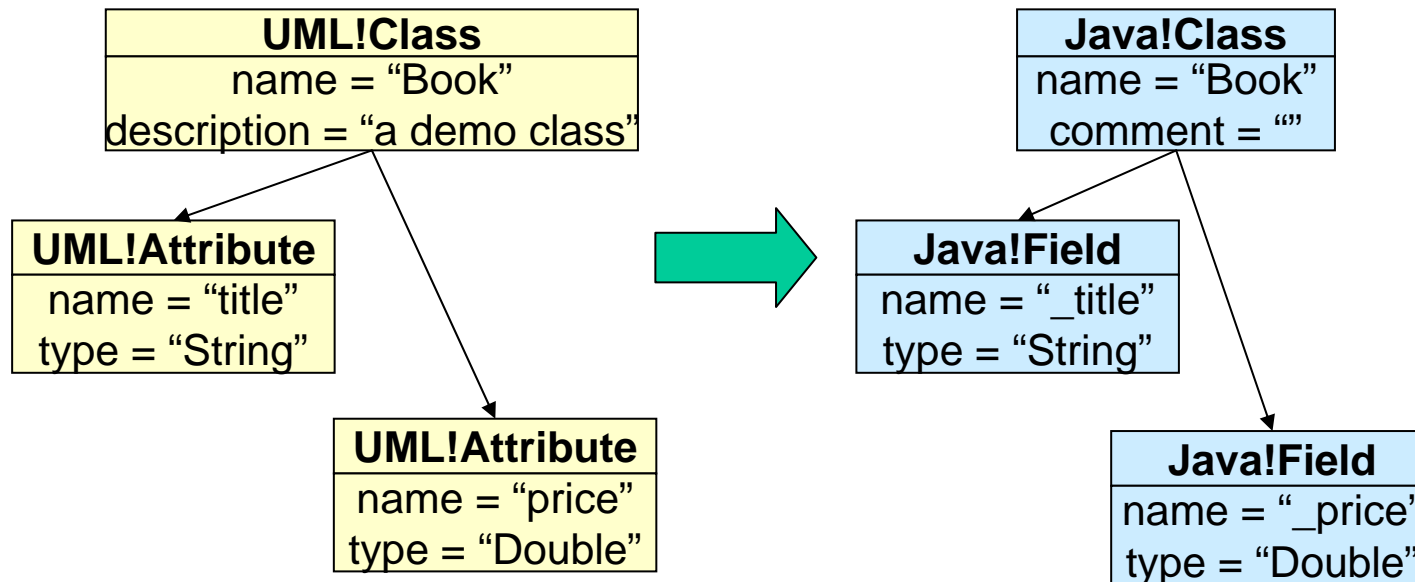 UML!Class
name = “Book”
description = “a demo class”
UML!Attribute
name = “title”
type = “String”
UML!Attribute
name = “price”
type = “Double”
Java!Class
name = “Book”
comment = “”
Java!Field
name = “_title”
type = “String”
Java!Field
name = “_price”
type = “Double”